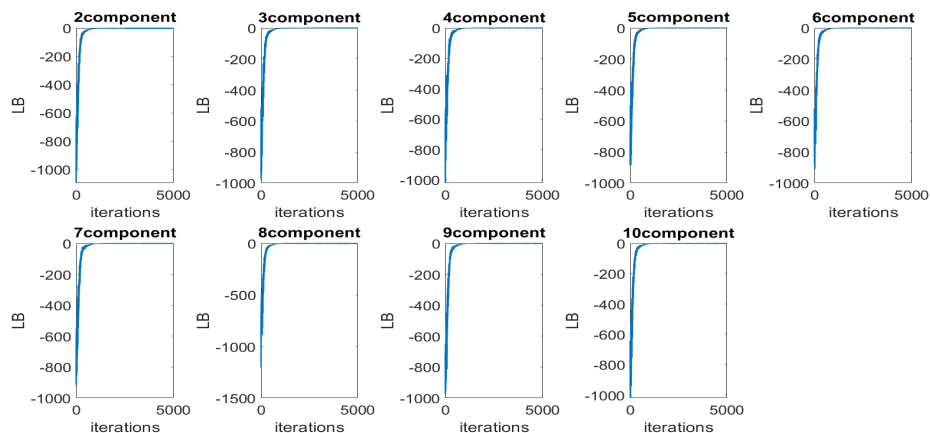 2component
0
-200
-400
-600
-800
-1000
LB
0 5000
iterations
3component
0
-200
-400
-600
-800
-1000
LB
0 5000
iterations
4component
0
-200
-400
-600
-800
-1000
LB
0 5000
iterations
5component
0
-200
-400
-600
-800
-1000
LB
0 5000
iterations
6component
0
-200
-400
-600
-800
-1000
LB
0 5000
iterations
7component
0
-200
-400
-600
-800
-1000
LB
0 5000
iterations
8component
0
-500
-1000
-1500
LB
0 5000
iterations
9component
0
-200
-400
-600
-800
-1000
LB
0 5000
iterations
10component
0
-200
-400
-600
-800
-1000
LB
0 5000
iterations